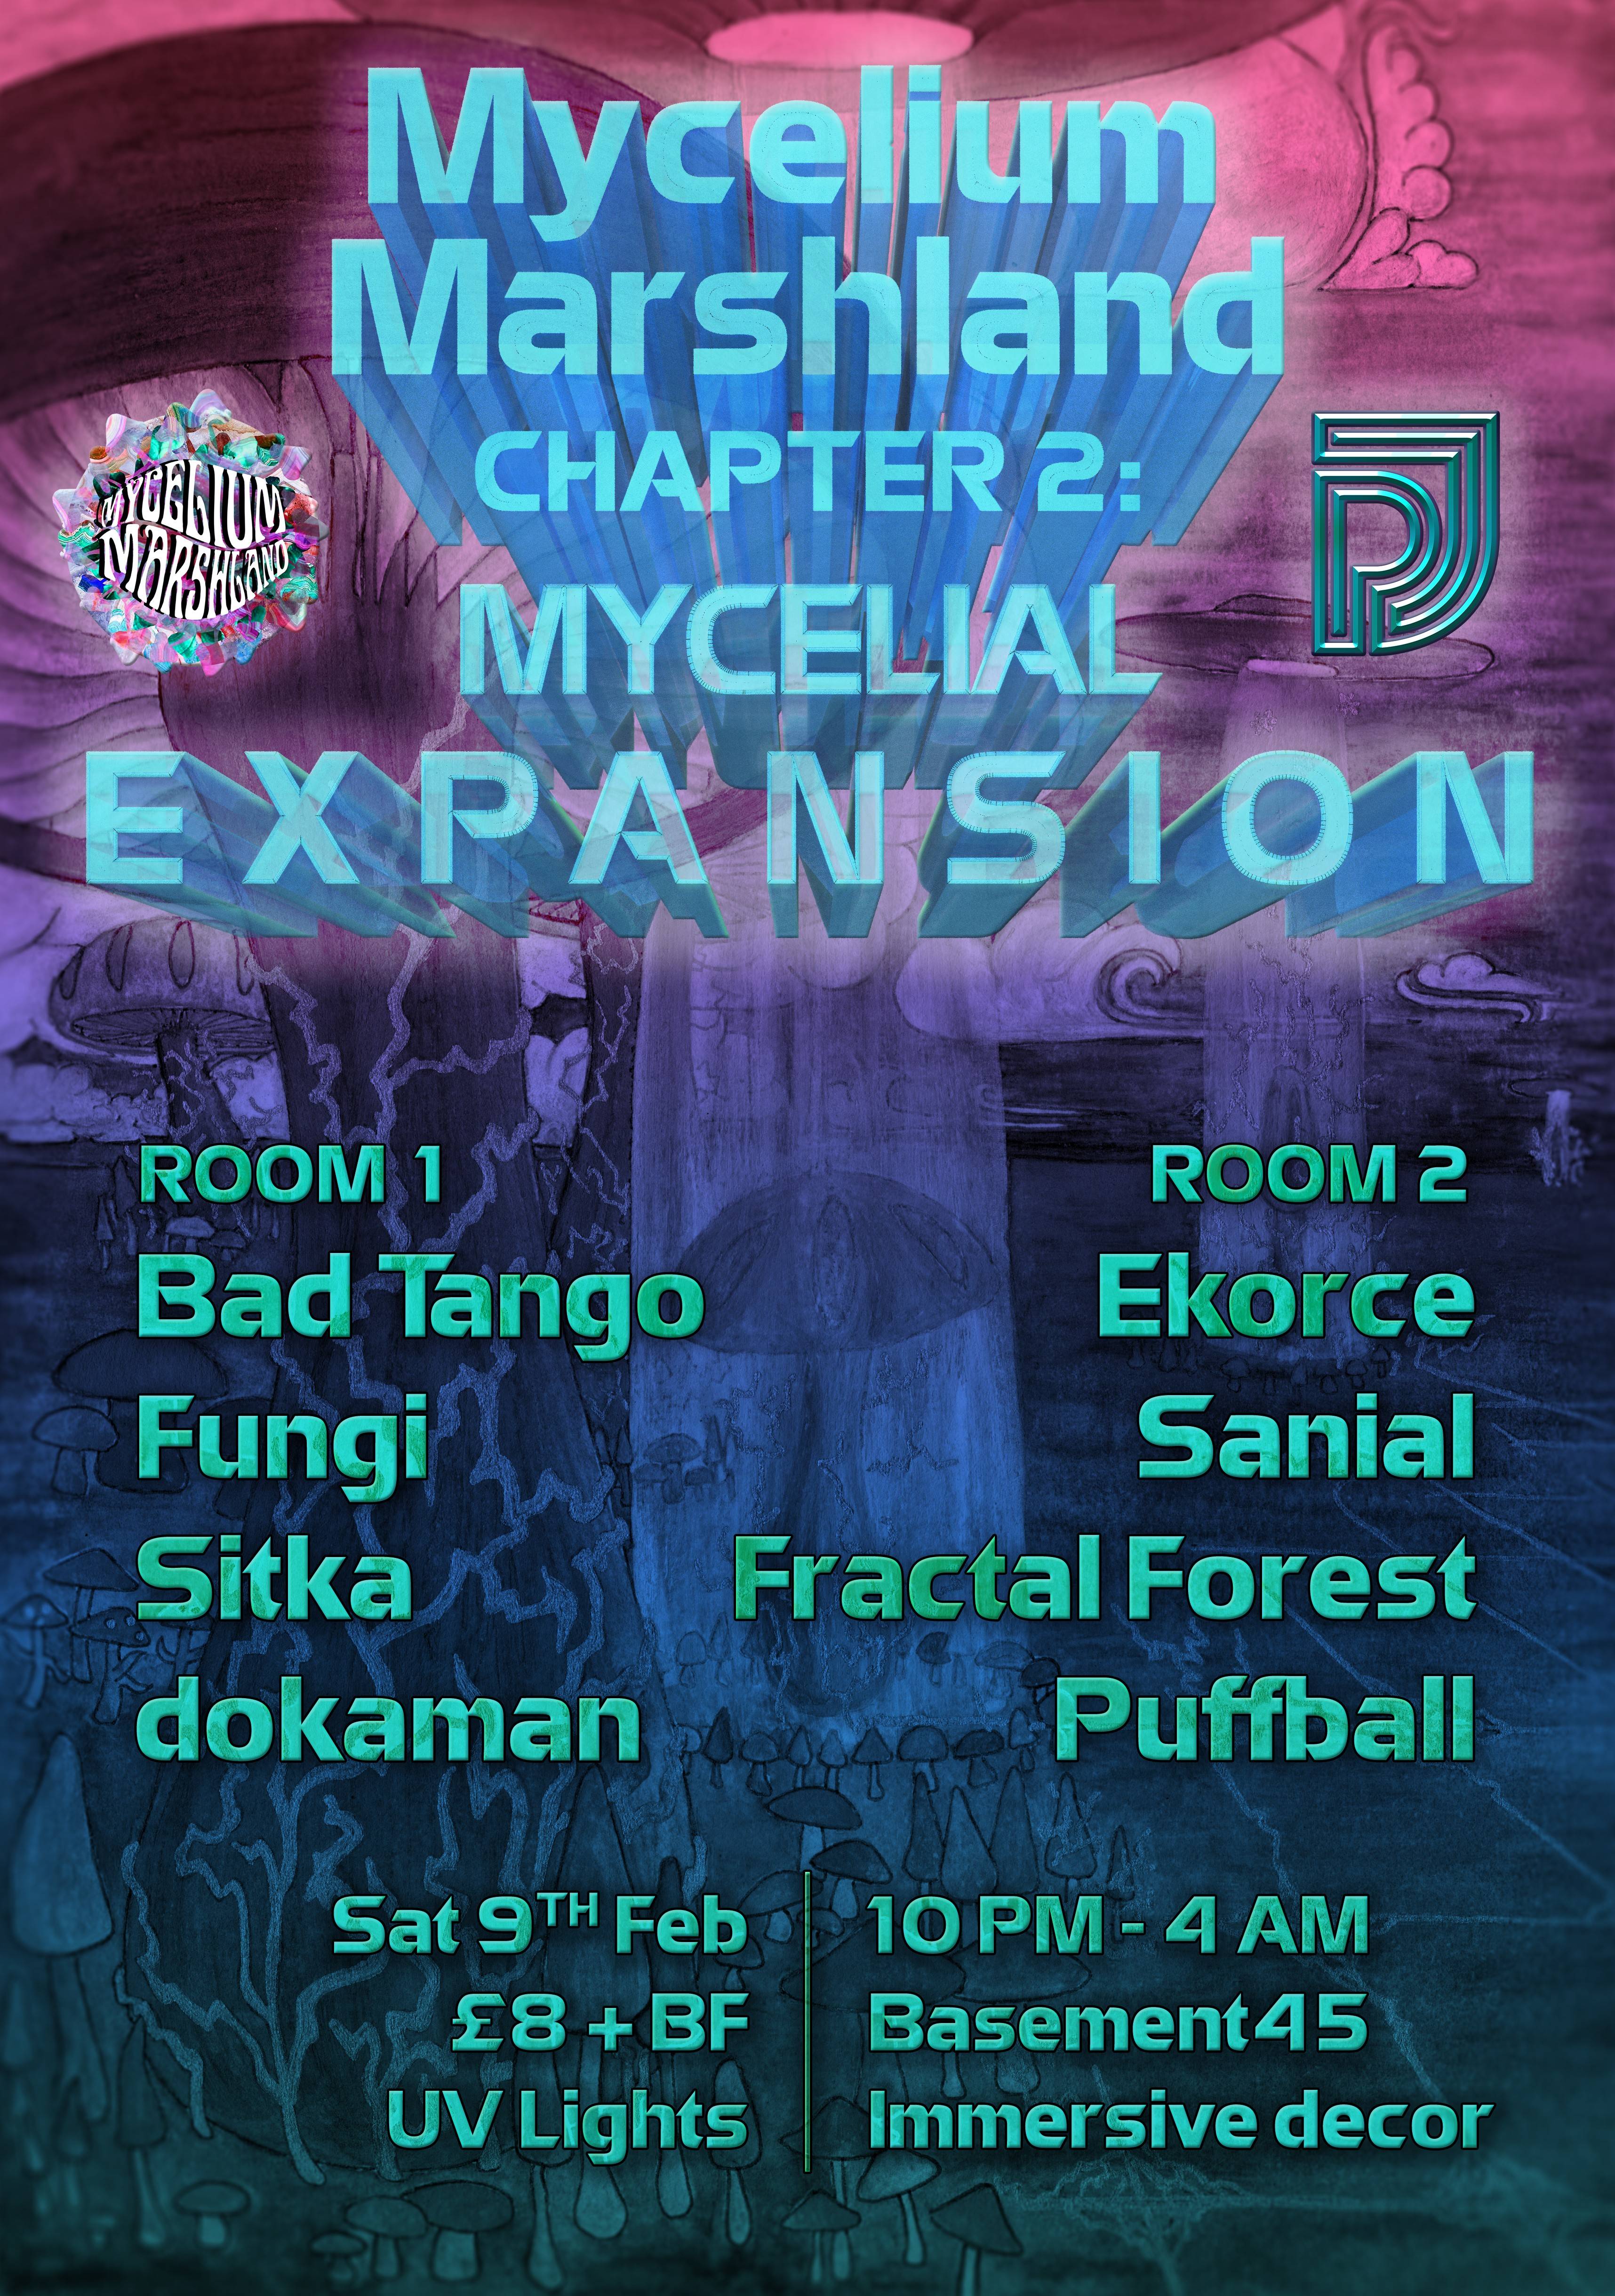 Mycelium
Marshland
CHAPTER 2:
MYCELIUM
MARSHLAND
MYCELIAL
EXPANSION
ROOM 1
Bad Tango
Fungi
Sitka
dokaman
ROOM 2
Ekorce
Sanial
Fractal Forest
Puffball
Sat 9TH Feb
£8 + BF
UV Lights
10 PM - 4 AM
Basement45
Immersive decor